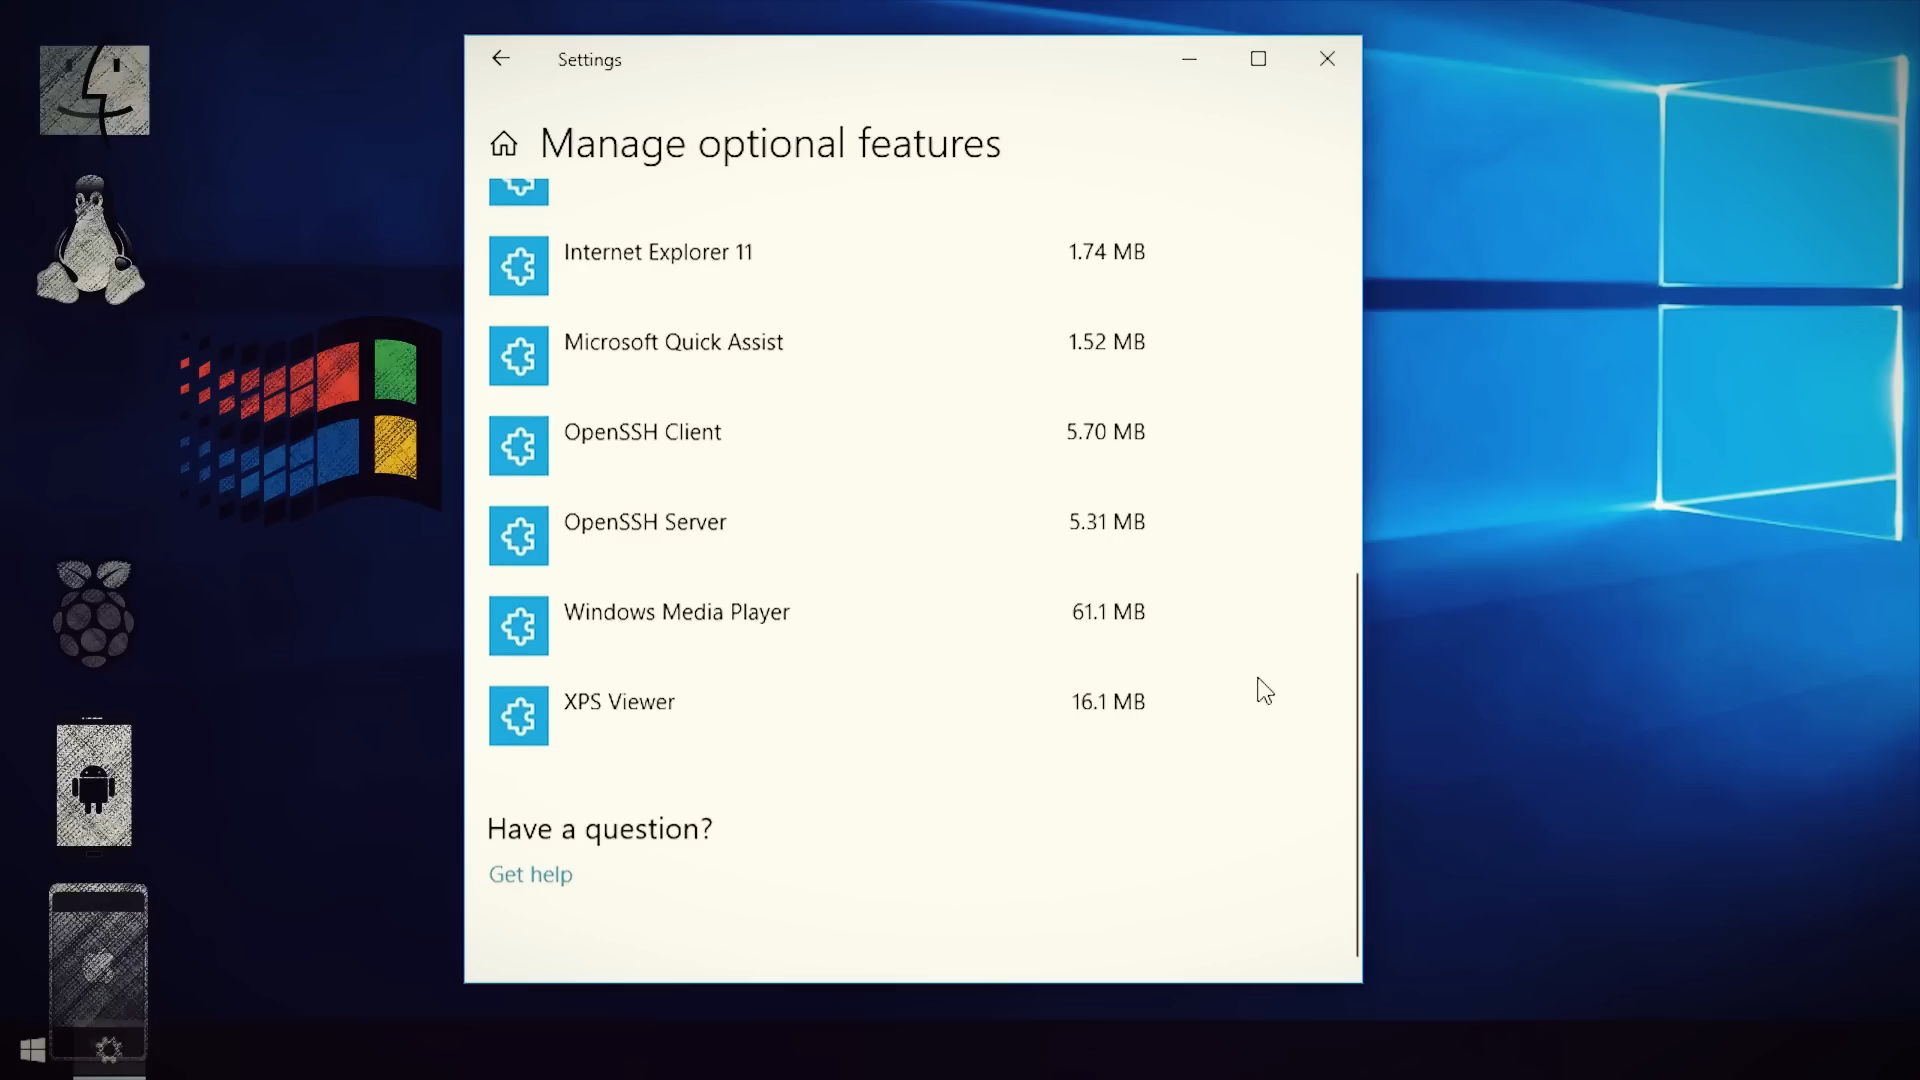 Settings
Manage optional features
Internet Explorer 11 1.74 MB
Microsoft Quick Assist 1.52 MB
OpenSSH Client 5.70 MB
OpenSSH Server 5.31 MB
Windows Media Player 61.1 MB
XPS Viewer 16.1 MB
Have a question?
Get help